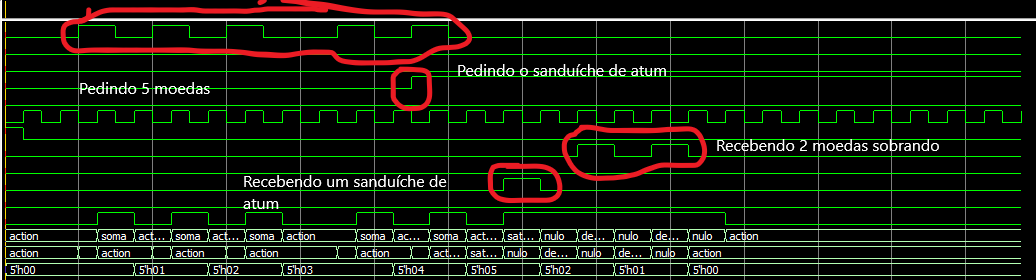 Pedindo o sanduíche de atum
Pedindo 5 moedas
Recebendo 2 moedas sobrando
Recebendo um sanduíche de
atum
action soma act... soma act... soma action soma ac... soma act... sat... nulo de... nulo de... nulo action
action action action action action act... sat... nulo de... nulo de... nulo action
5'h00 5'h01 5'h02 5'h03 5'h04 5'h05 5'h02 5'h01 5'h00